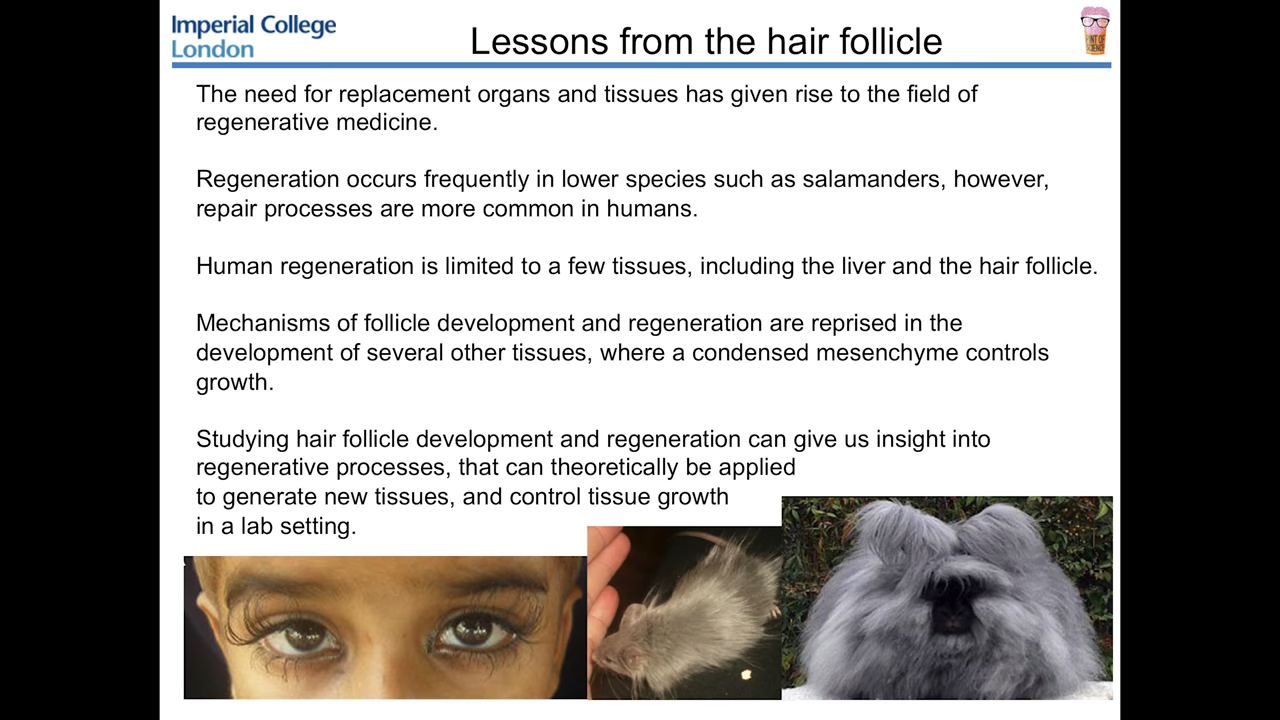 Imperial College
London
Lessons from the hair follicle
PINT OF
SCIENCE
The need for replacement organs and tissues has given rise to the field of
regenerative medicine.
Regeneration occurs frequently in lower species such as salamanders, however,
repair processes are more common in humans.
Human regeneration is limited to a few tissues, including the liver and the hair follicle.
Mechanisms of follicle development and regeneration are reprised in the
development of several other tissues, where a condensed mesenchyme controls
growth.
Studying hair follicle development and regeneration can give us insight into
regenerative processes, that can theoretically be applied
to generate new tissues, and control tissue growth
in a lab setting.